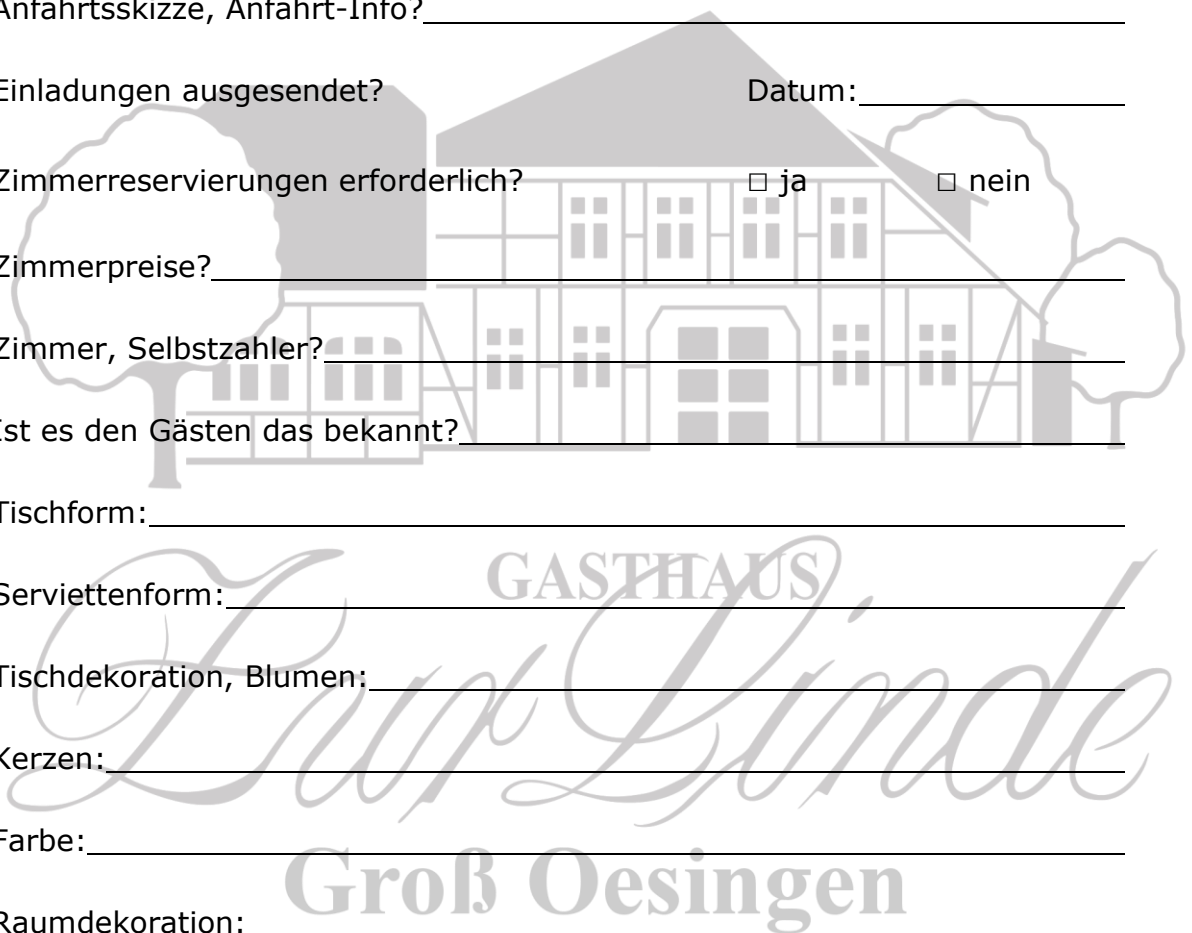 Anfahrtsskizze, Anfahrt-Info?
Einladungen ausgesendet? Datum:
Zimmerreservierungen erforderlich? □ ja □ nein
Zimmerpreise?
Zimmer, Selbstzahler?
Ist es den Gästen das bekannt?
Tischform:
GASTHAUS
Serviettenform:
Zur Linde
Tischdekoration, Blumen:
Kerzen:
Farbe:
Groß Oesingen
Raumdekoration: